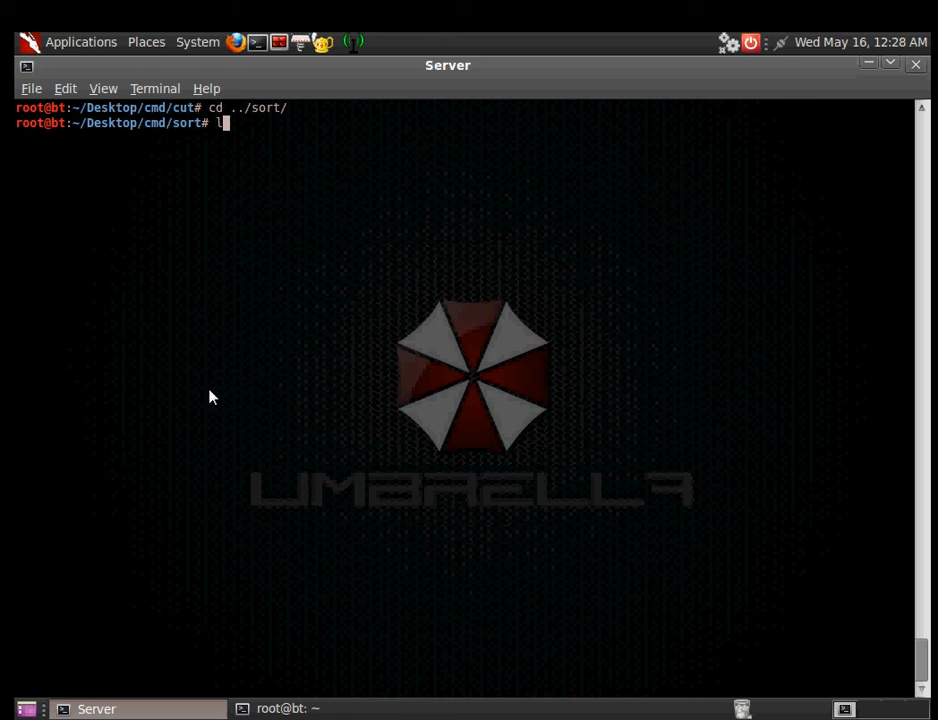 Applications Places System Wed May 16, 12:28 AM
Server
File Edit View Terminal Help
root@bt:~/Desktop/cmd/cut# cd ../sort/
root@bt:~/Desktop/cmd/sort# l
UMBRELLA
Server root@bt: ~